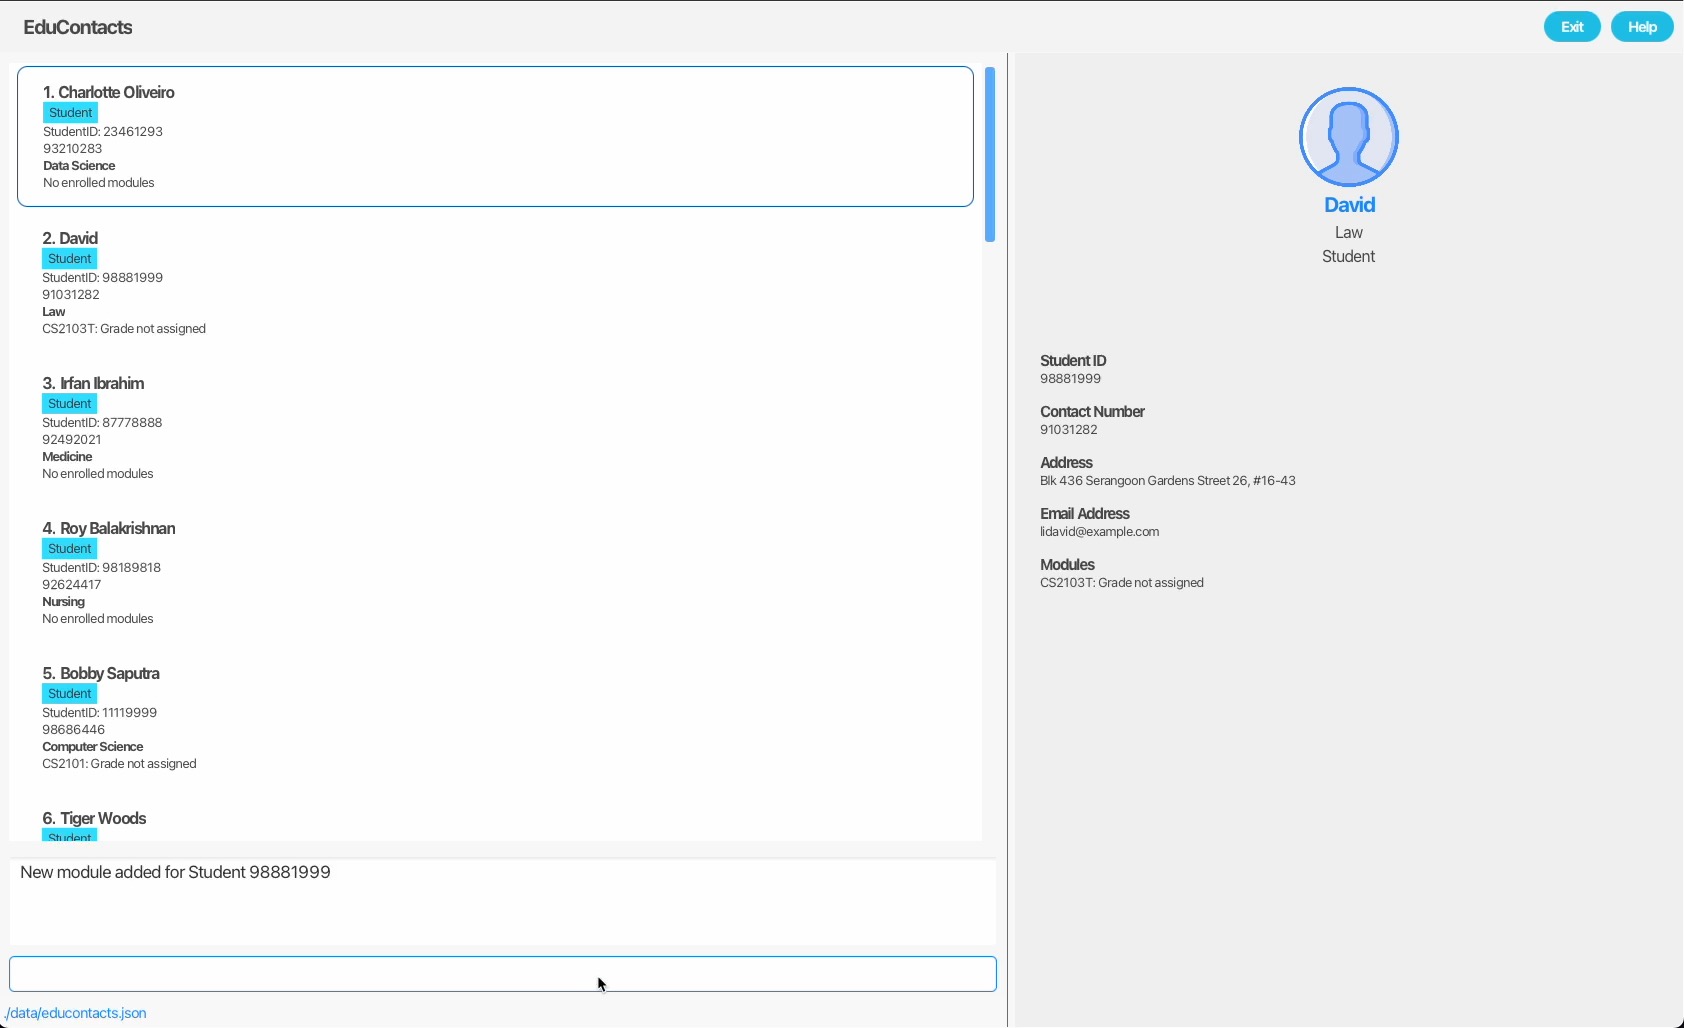 EduContacts
Exit
Help
1. Charlotte Oliveiro
Student
StudentID: 23461293
93210283
Data Science
No enrolled modules
2. David
Student
StudentID: 98881999
91031282
Law
CS2103T: Grade not assigned
3. Irfan Ibrahim
Student
StudentID: 87778888
92492021
Medicine
No enrolled modules
4. Roy Balakrishnan
Student
StudentID: 98189818
92624417
Nursing
No enrolled modules
5. Bobby Saputra
Student
StudentID: 11119999
98686446
Computer Science
CS2101: Grade not assigned
6. Tiger Woods
Student
New module added for Student 98881999
./data/educontacts.json
David
Law
Student
Student ID
98881999
Contact Number
91031282
Address
Blk 436 Serangoon Gardens Street 26, #16-43
Email Address
lidavid@example.com
Modules
CS2103T: Grade not assigned